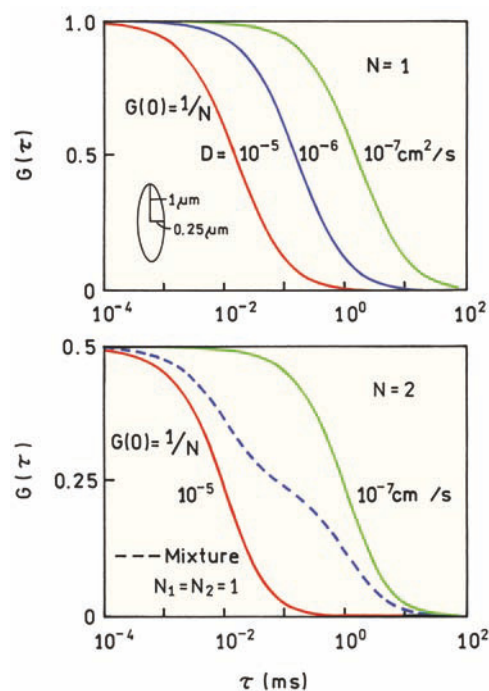 1.0
N = 1
G(0) = 1/N
D = 10⁻⁵ 10⁻⁶ 10⁻⁷cm²/s
0.5
G (τ)
1μm
0.25μm
0
10⁻⁴ 10⁻² 10⁰ 10²
0.5
N = 2
G(0) = 1/N
0.25
10⁻⁵ 10⁻⁷cm /s
G (τ)
Mixture
N₁ = N₂ = 1
0
10⁻⁴ 10⁻² 10⁰ 10²
τ (ms)